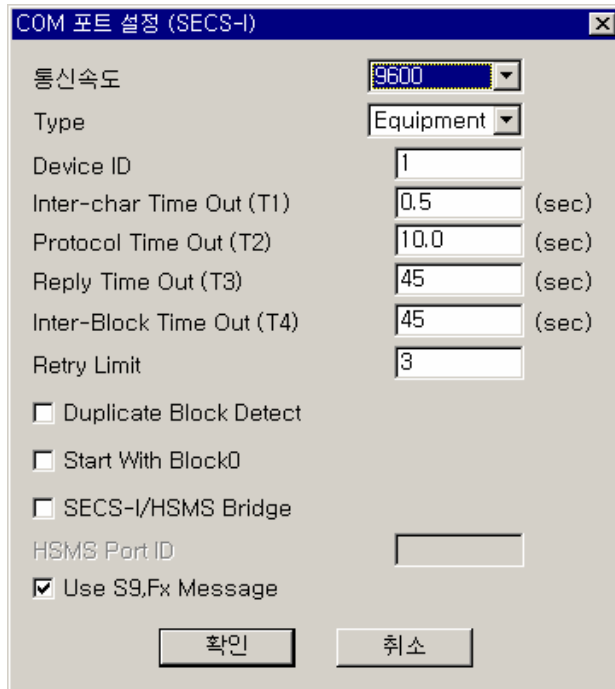 COM 포트 설정 (SECS-I)
통신속도 9600
Type Equipment
Device ID 1
Inter-char Time Out (T1) 0.5 (sec)
Protocol Time Out (T2) 10.0 (sec)
Reply Time Out (T3) 45 (sec)
Inter-Block Time Out (T4) 45 (sec)
Retry Limit 3
Duplicate Block Detect
Start With Block0
SECS-I/HSMS Bridge
HSMS Port ID
Use S9,Fx Message
확인 취소